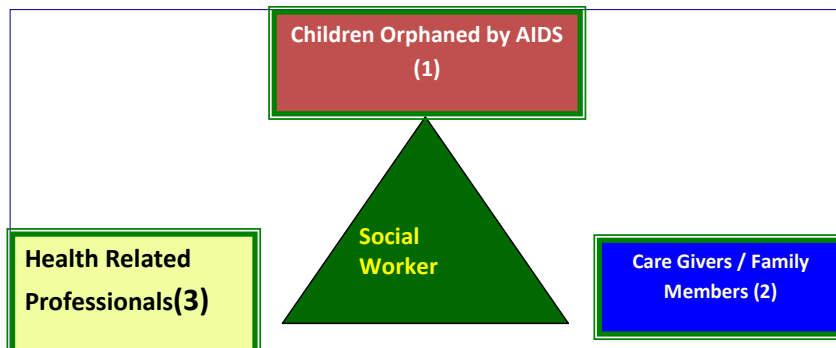 Children Orphaned by AIDS
(1)
Social
Worker
Health Related
Professionals(3)
Care Givers / Family
Members (2)